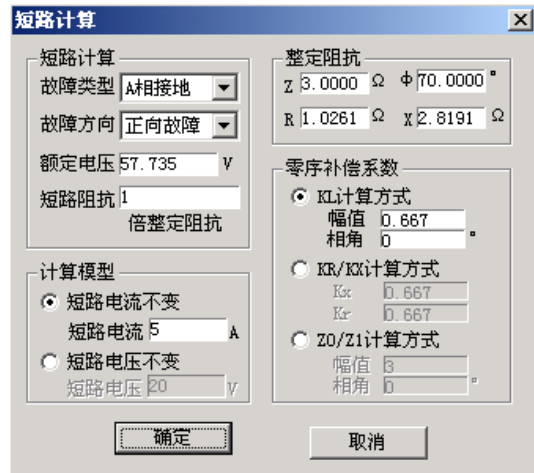 短路计算
短路计算
故障类型 A相接地
故障方向 正向故障
额定电压 57.735 V
短路阻抗 1
倍整定阻抗
计算模型
短路电流不变
短路电流 5 A
短路电压不变
短路电压 20 V
整定阻抗
Z 3.0000 Ω ф 70.0000 °
R 1.0261 Ω X 2.8191 Ω
零序补偿系数
KL计算方式
幅值 0.667
相角 0 °
KR/KX计算方式
Kx 0.667
Kr 0.667
Z0/Z1计算方式
幅值 3
相角 0 °
确定
取消